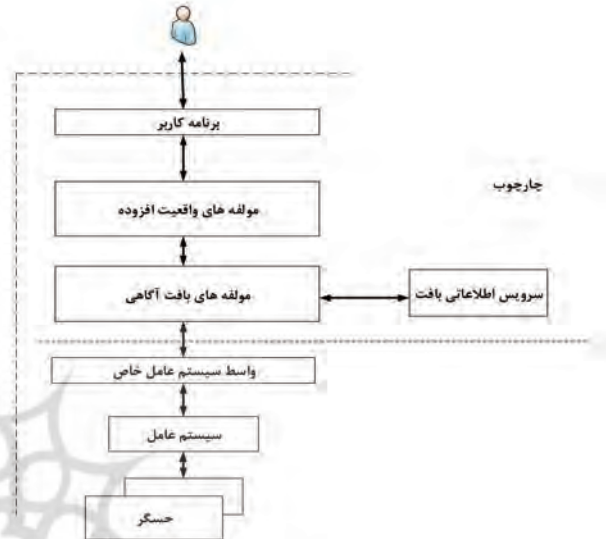 برنامه کاربر
چارچوب
مولفه های واقعیت افزوده
مولفه های بافت آگاهی
سرویس اطلاعاتی بافت
واسط سیستم عامل خاص
سیستم عامل
حسگر